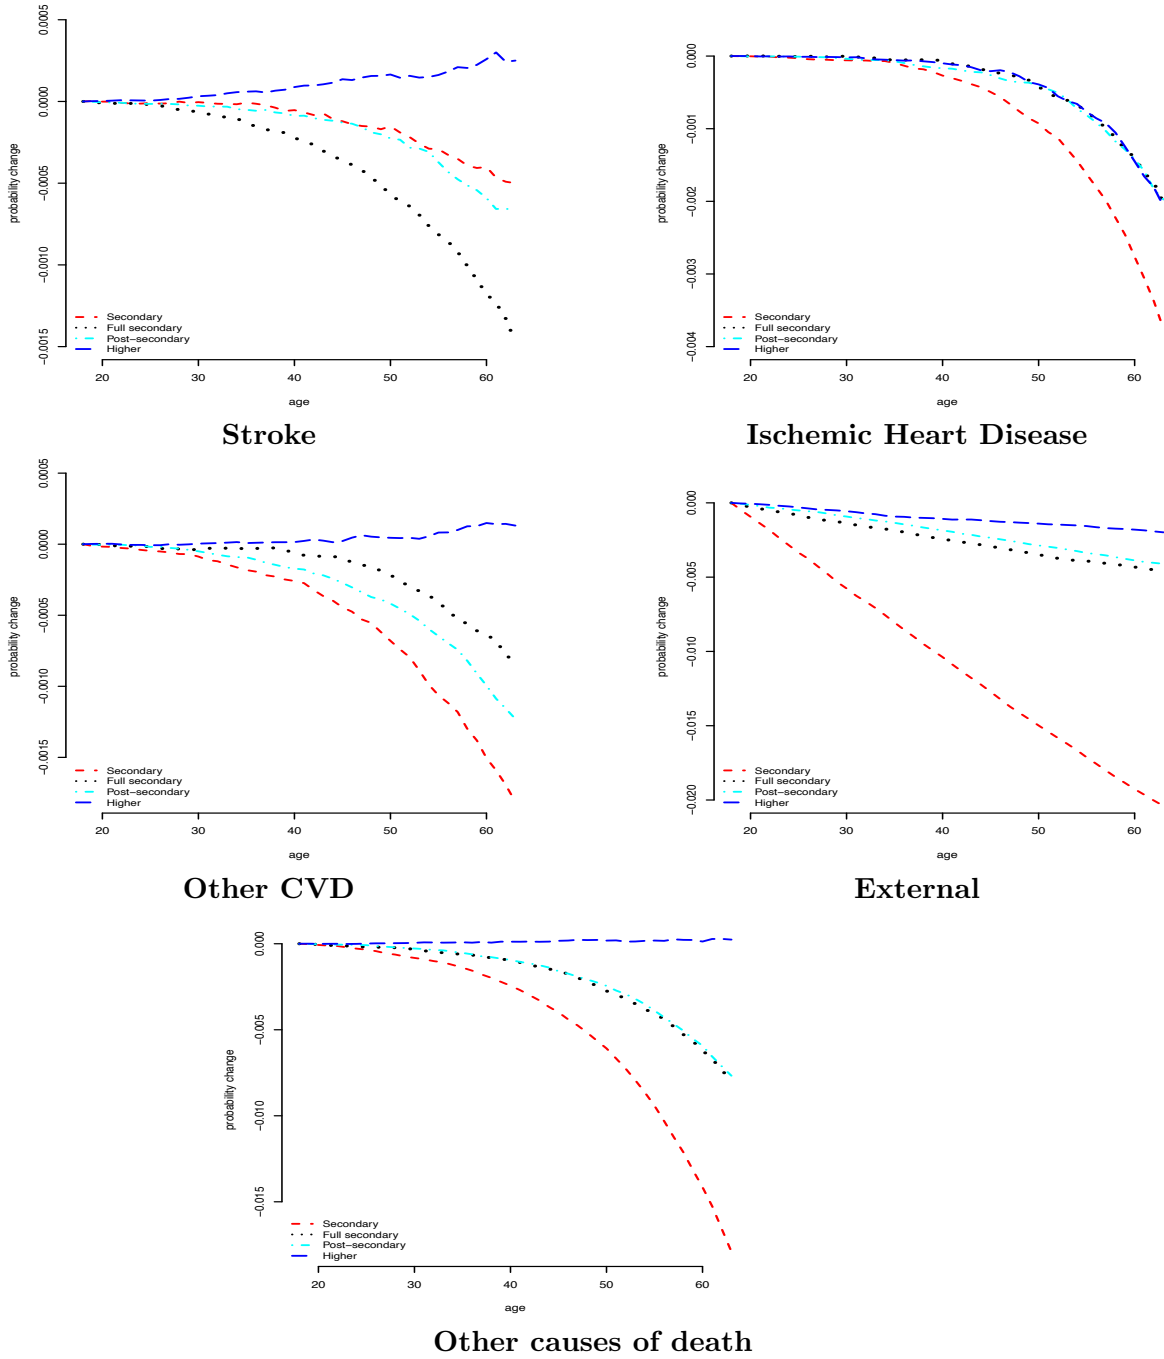 0.0005
0.0000
−0.0005
−0.0010
−0.0015
probability change
Secondary
Full secondary
Post−secondary
Higher
20 30 40 50 60
age
Stroke
0.000
−0.001
−0.002
−0.003
−0.004
probability change
Secondary
Full secondary
Post−secondary
Higher
20 30 40 50 60
age
Ischemic Heart Disease
0.0005
0.0000
−0.0005
−0.0010
−0.0015
probability change
Secondary
Full secondary
Post−secondary
Higher
20 30 40 50 60
age
Other CVD
0.000
−0.005
−0.010
−0.015
−0.020
probability change
Secondary
Full secondary
Post−secondary
Higher
20 30 40 50 60
age
External
0.000
−0.005
−0.010
−0.015
probability change
Secondary
Full secondary
Post−secondary
Higher
20 30 40 50 60
age
Other causes of death